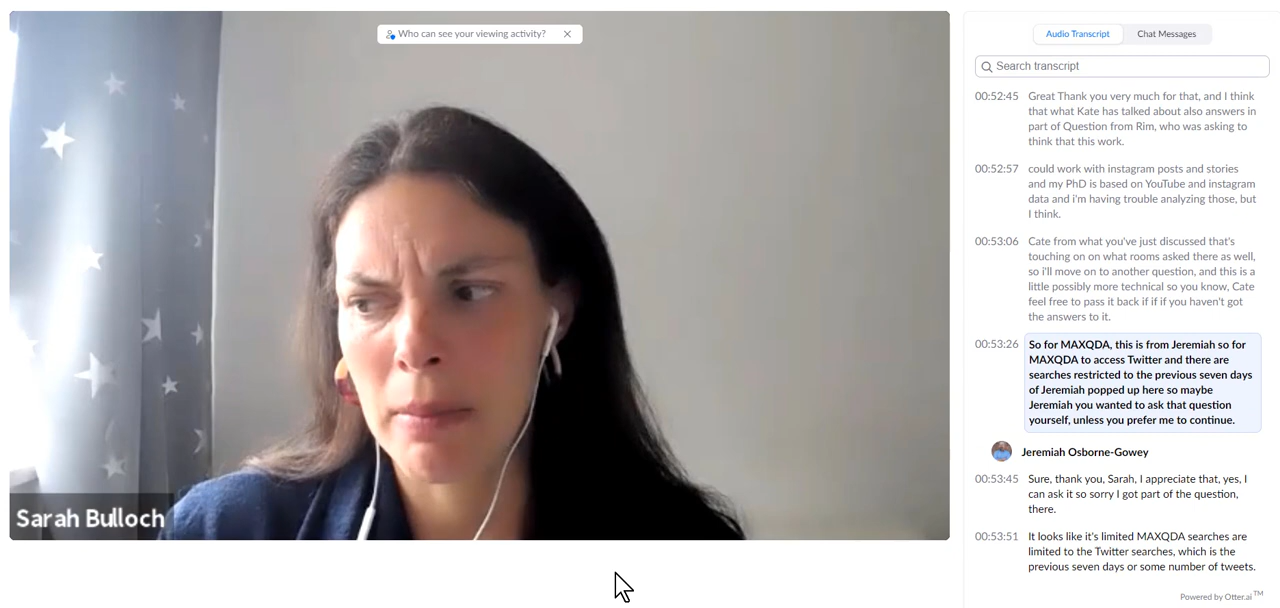 Who can see your viewing activity?
Sarah Bulloch
Audio Transcript
Chat Messages
Search transcript
00:52:45
Great Thank you very much for that, and I think
that what Kate has talked about also answers in
part of Question from Rim, who was asking to
think that this work.
00:52:57
could work with instagram posts and stories
and my PhD is based on YouTube and instagram
data and i'm having trouble analyzing those, but
I think.
00:53:06
Cate from what you've just discussed that's
touching on on what rooms asked there as well,
so i'll move on to another question, and this is a
little possibly more technical so you know, Cate
feel free to pass it back if if if you haven't got
the answers to it.
00:53:26
So for MAXQDA, this is from Jeremiah so for
MAXQDA to access Twitter and there are
searches restricted to the previous seven days
of Jeremiah popped up here so maybe
Jeremiah you wanted to ask that question
yourself, unless you prefer me to continue.
Jeremiah Osborne-Gowey
00:53:45
Sure, thank you, Sarah, I appreciate that, yes, I
can ask it so sorry I got part of the question,
there.
00:53:51
It looks like it's limited MAXQDA searches are
limited to the Twitter searches, which is the
previous seven days or some number of tweets.
Powered by Otter.ai TM